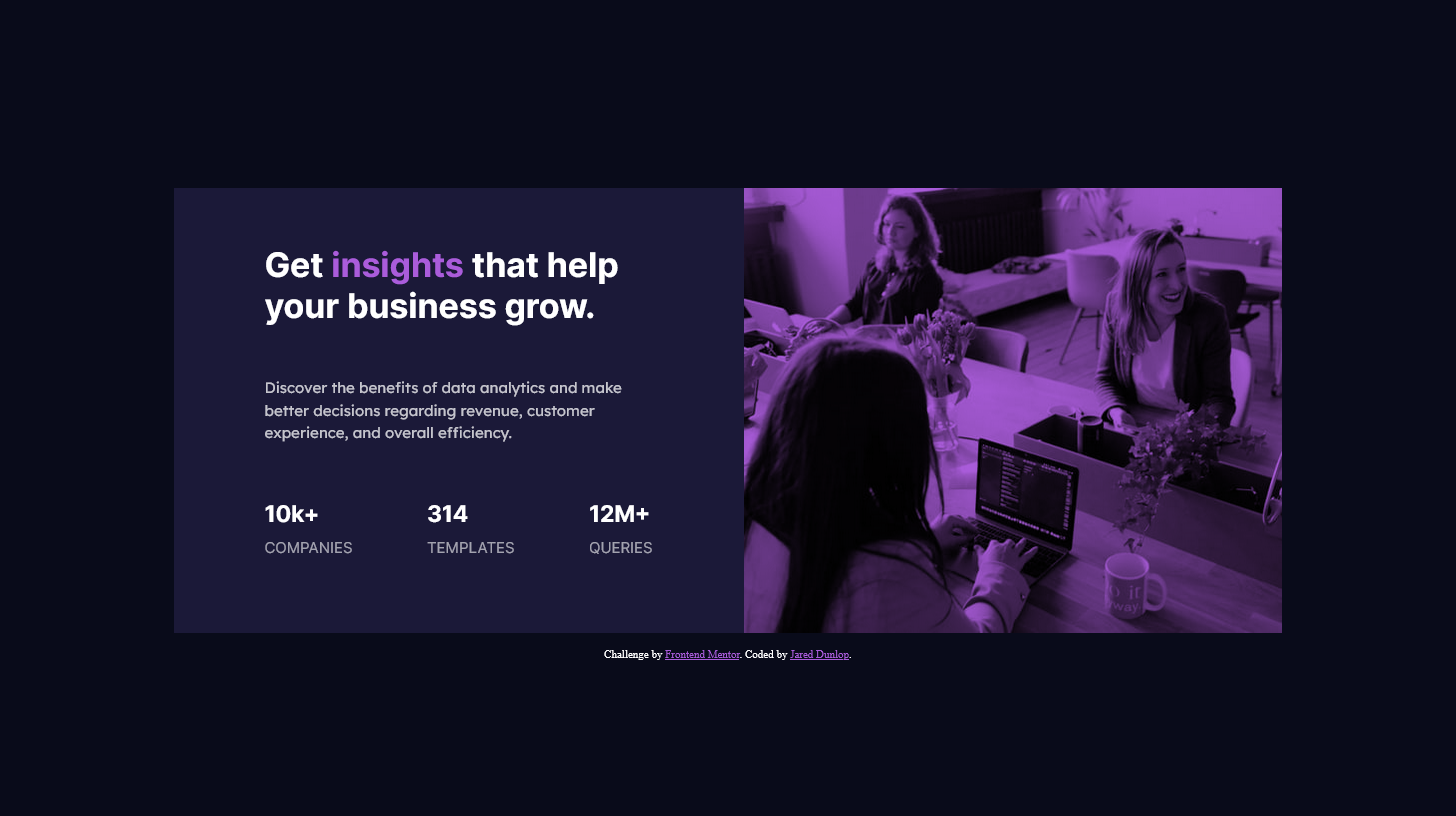 Get insights that help
your business grow.
Discover the benefits of data analytics and make
better decisions regarding revenue, customer
experience, and overall efficiency.
10k+ 314 12M+
COMPANIES TEMPLATES QUERIES
Challenge by Frontend Mentor. Coded by Jared Dunlop.